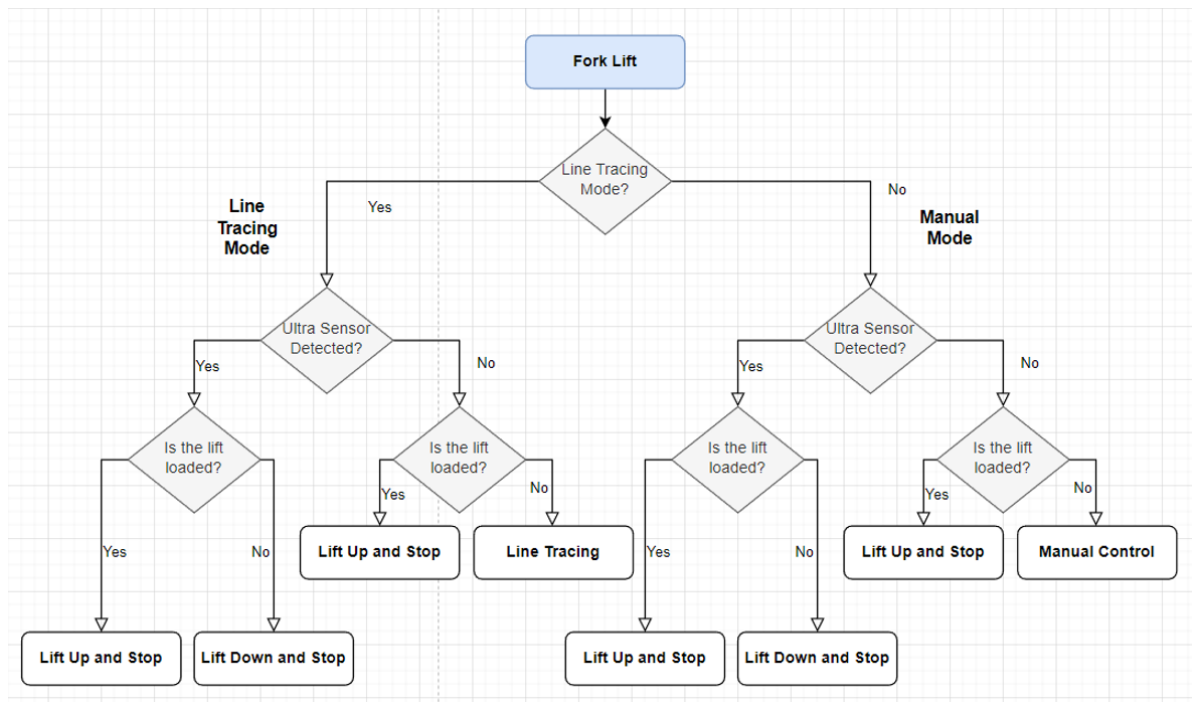 Fork Lift
Line Tracing
Mode?
Yes
No
Line
Tracing
Mode
Manual
Mode
Ultra Sensor
Detected?
Ultra Sensor
Detected?
Yes
No
Yes
No
Is the lift
loaded?
Is the lift
loaded?
Is the lift
loaded?
Is the lift
loaded?
Yes
No
Yes
No
Lift Up and Stop
Line Tracing
Lift Up and Stop
Manual Control
Yes
No
Yes
No
Lift Up and Stop
Lift Down and Stop
Lift Up and Stop
Lift Down and Stop